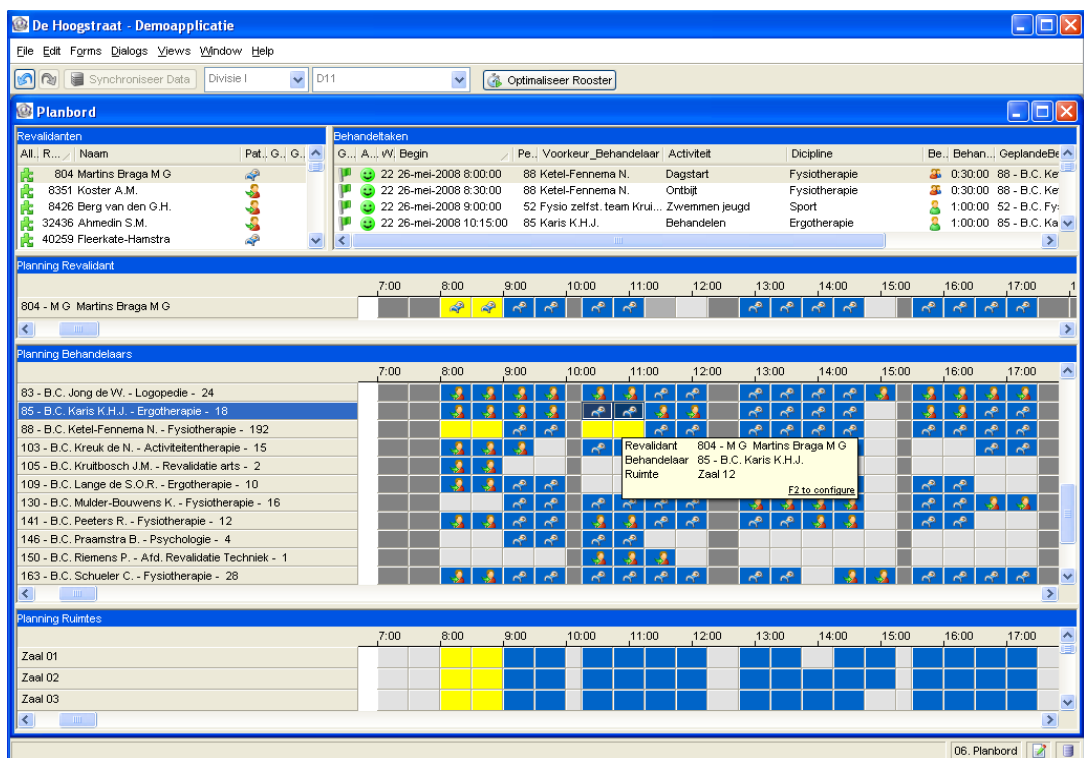 De Hoogstraat - Demoapplicatie
File Edit Forms Dialogs Views Window Help
Synchroniseer Data Divisie I D11 Optimaliseer Rooster
Planbord
Revalidanten Behandeltaken
All.. R... Naam Pat.. G.. G.. G... A... W. Begin Pe.. Voorkeur_Behandelaar Activiteit Dicipline Be.. Behan... GeplandeBe
804 Martins Braga M G 22 26-mei-2008 8:00:00 88 Ketel-Fennema N. Dagstart Fysiotherapie 0:30:00 88 - B.C. Ke
8351 Koster A.M. 22 26-mei-2008 8:30:00 88 Ketel-Fennema N. Ontbijt Fysiotherapie 0:30:00 88 - B.C. Ke
8426 Berg van den G.H. 22 26-mei-2008 9:00:00 52 Fysio zelfst. team Krui... Zwemmen jeugd Sport 1:00:00 52 - B.C. Fy
32436 Ahmedin S.M. 22 26-mei-2008 10:15:00 85 Karis K.H.J. Behandelen Ergotherapie 1:00:00 85 - B.C. Ka
40259 Fleerkate-Hamstra
Planning Revalidant
7:00 8:00 9:00 10:00 11:00 12:00 13:00 14:00 15:00 16:00 17:00 1
804 - M G Martins Braga M G
Planning Behandelaars
7:00 8:00 9:00 10:00 11:00 12:00 13:00 14:00 15:00 16:00 17:00
83 - B.C. Jong de W. - Logopedie - 24
85 - B.C. Karis K.H.J. - Ergotherapie - 18
88 - B.C. Ketel-Fennema N. - Fysiotherapie - 192
103 - B.C. Kreuk de N. - Activiteitentherapie - 15
105 - B.C. Kruitbosch J.M. - Revalidatie arts - 2
109 - B.C. Lange de S.O.R. - Ergotherapie - 10
130 - B.C. Mulder-Bouwens K. - Fysiotherapie - 16
141 - B.C. Peeters R. - Fysiotherapie - 12
146 - B.C. Praamstra B. - Psychologie - 4
150 - B.C. Riemens P. - Afd. Revalidatie Techniek - 1
163 - B.C. Schueler C. - Fysiotherapie - 28
Revalidant 804 - M G Martins Braga M G
Behandelaar 85 - B.C. Karis K.H.J.
Ruimte Zaal 12
F2 to configure
Planning Ruimtes
7:00 8:00 9:00 10:00 11:00 12:00 13:00 14:00 15:00 16:00 17:00
Zaal 01
Zaal 02
Zaal 03
06. Planbord